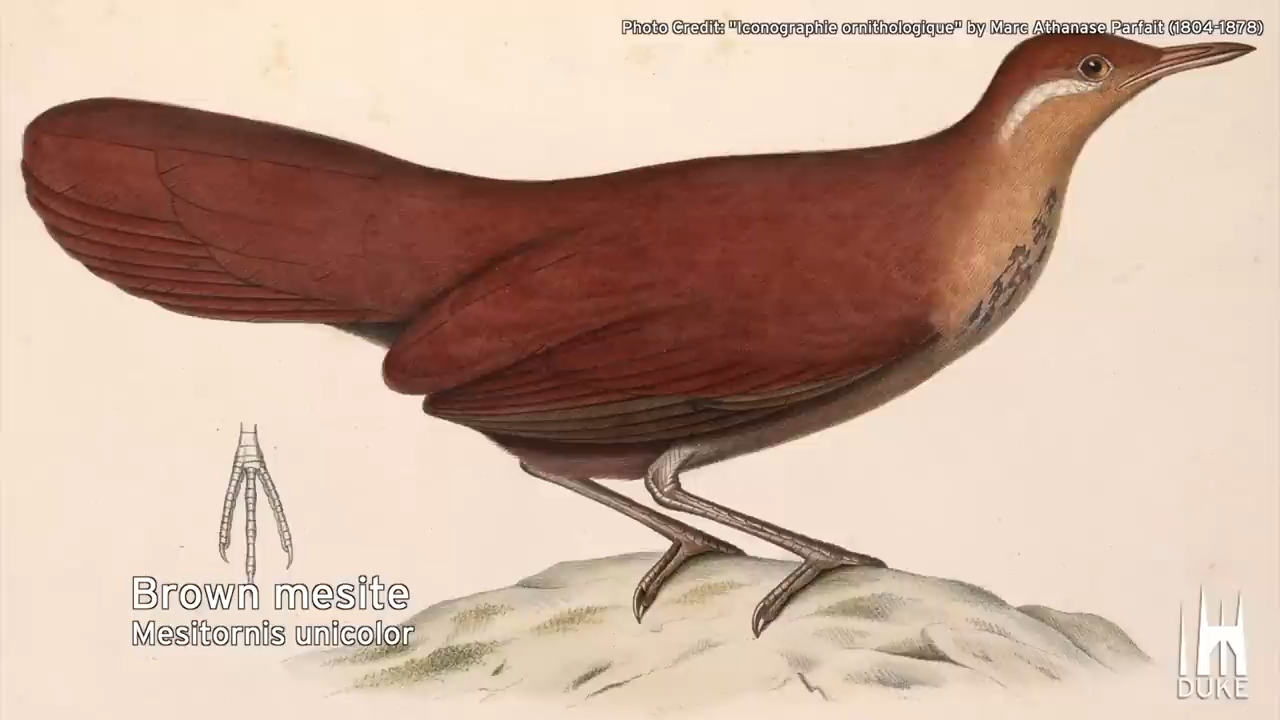 Photo Credit: "Iconographie ornithologique" by Marc Athanase Parfait (1804-1878)
Brown mesite
Mesitornis unicolor
DUKE